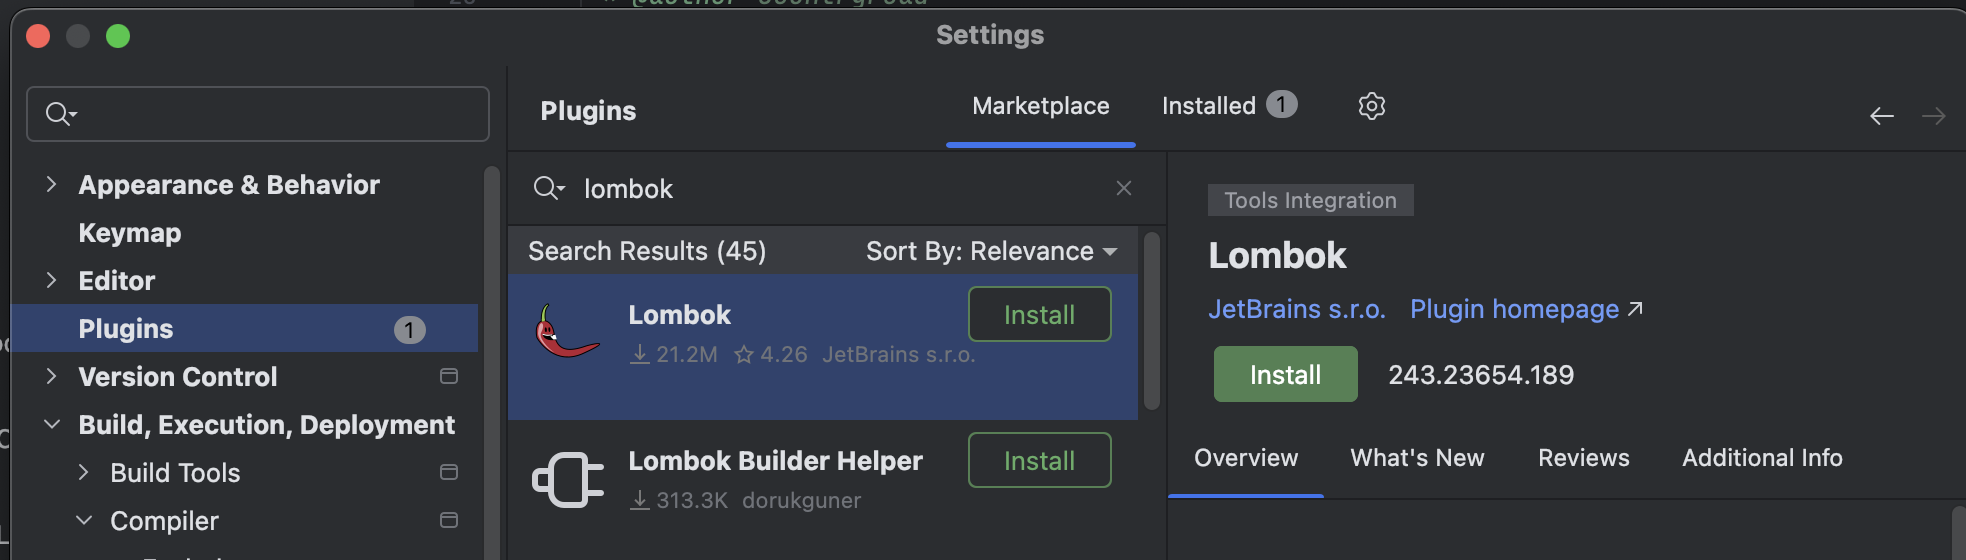 Settings
Plugins
Marketplace
Installed 1
Appearance & Behavior
Keymap
Editor
Plugins 1
Version Control
Build, Execution, Deployment
Build Tools
Compiler
lombok
Search Results (45) Sort By: Relevance
Lombok Install
21.2M 4.26 JetBrains s.r.o.
Lombok Builder Helper Install
313.3K dorukguner
Tools Integration
Lombok
JetBrains s.r.o. Plugin homepage
Install 243.23654.189
Overview What's New Reviews Additional Info